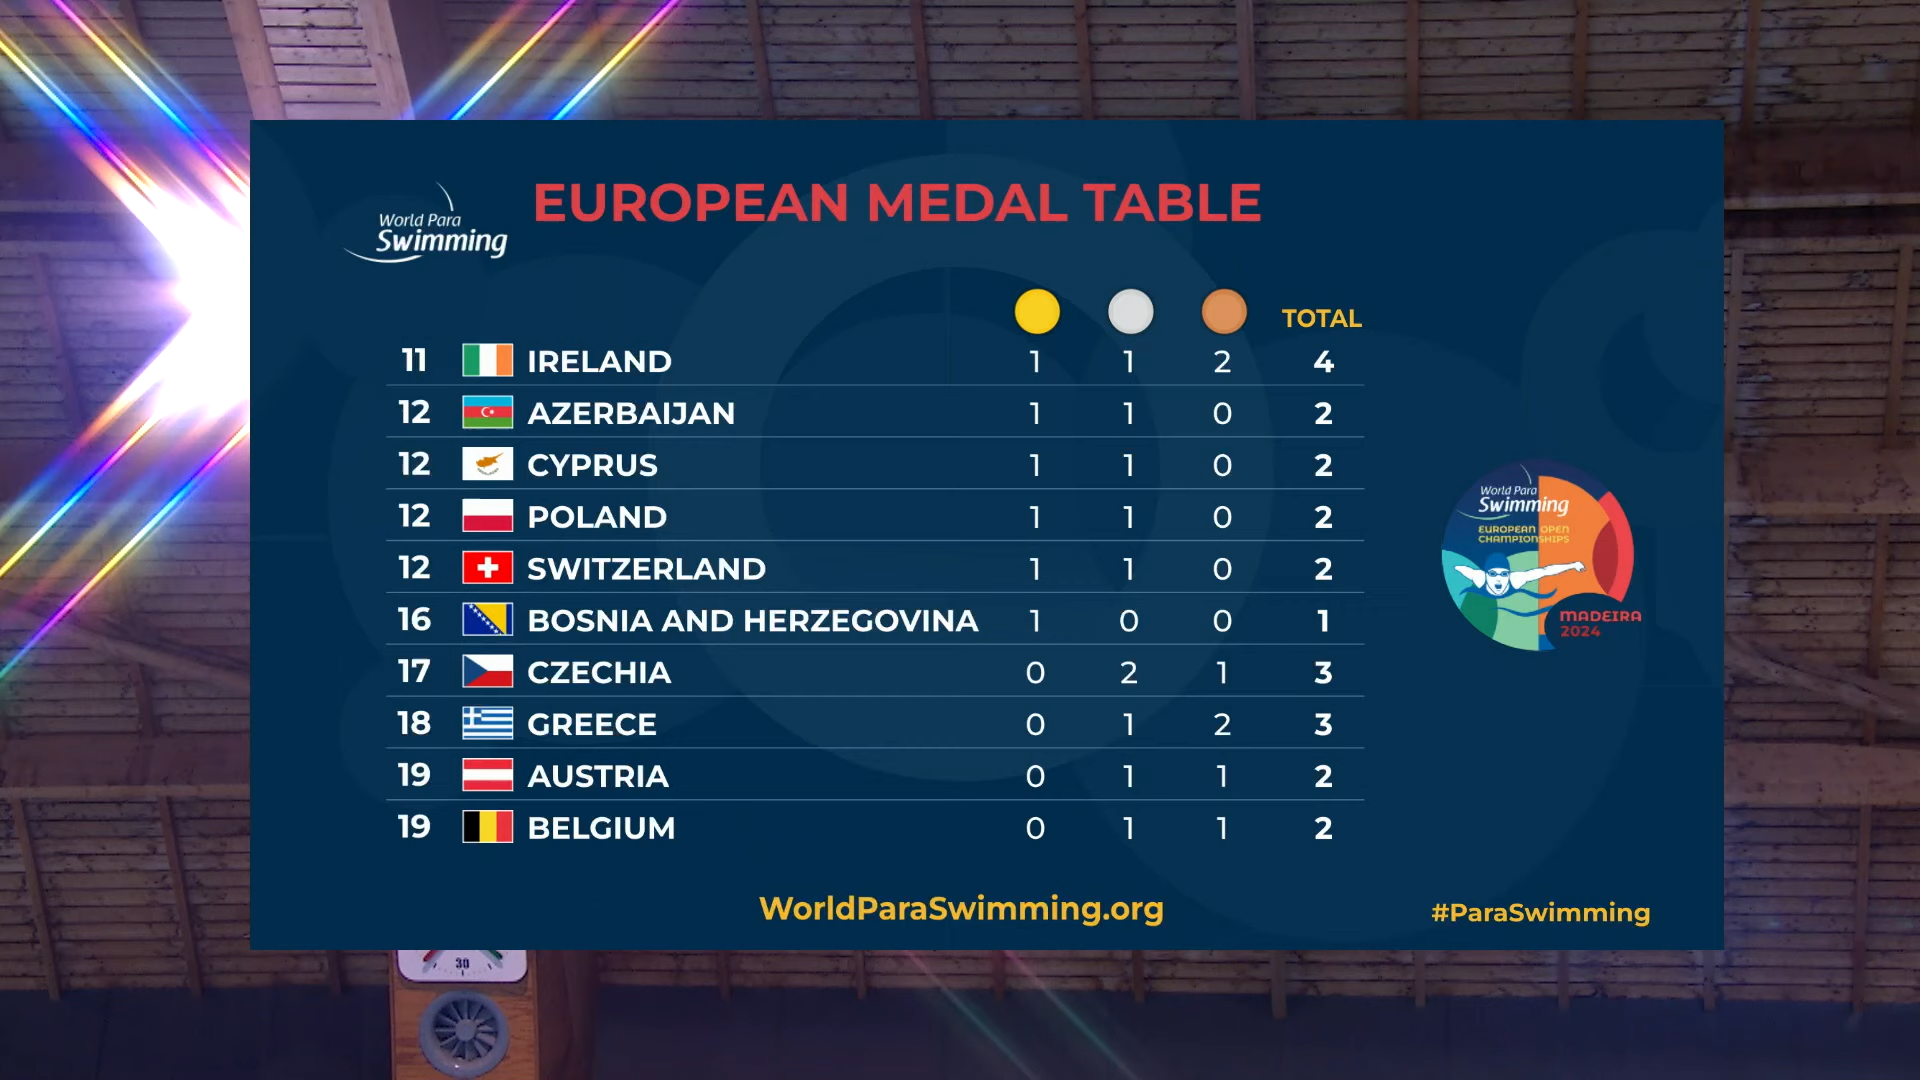 World Para
Swimming
EUROPEAN MEDAL TABLE
TOTAL
11 IRELAND 1 1 2 4
12 AZERBAIJAN 1 1 0 2
12 CYPRUS 1 1 0 2
12 POLAND 1 1 0 2
12 SWITZERLAND 1 1 0 2
16 BOSNIA AND HERZEGOVINA 1 0 0 1
17 CZECHIA 0 2 1 3
18 GREECE 0 1 2 3
19 AUSTRIA 0 1 1 2
19 BELGIUM 0 1 1 2
World Para
Swimming
EUROPEAN OPEN
CHAMPIONSHIPS
MADEIRA
2024
WorldParaSwimming.org
#ParaSwimming
30